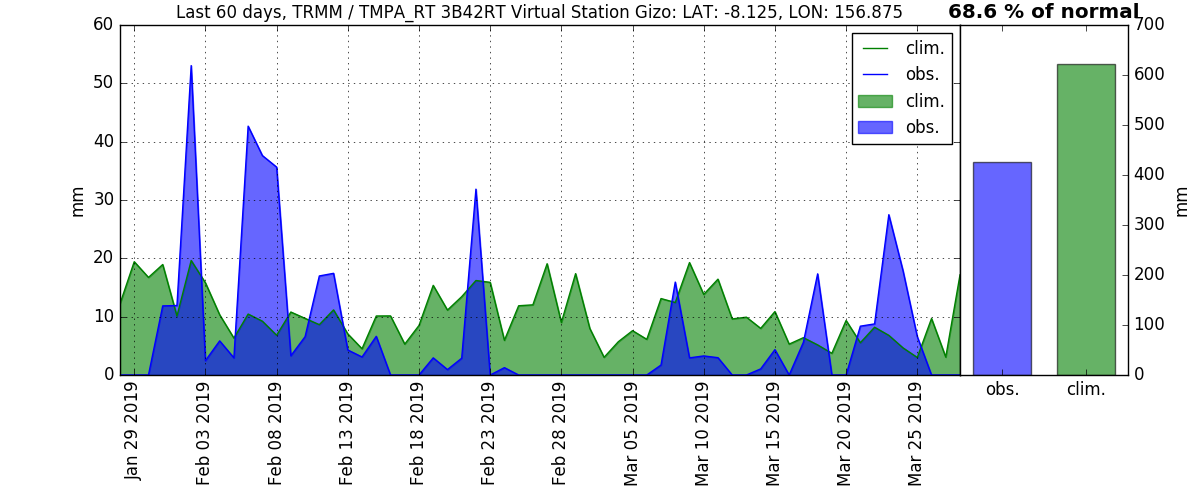 Last 60 days, TRMM / TMPA_RT 3B42RT Virtual Station Gizo: LAT: -8.125, LON: 156.875
68.6 % of normal
60
50
40
30
20
10
0
mm
clim.
obs.
clim.
obs.
700
600
500
400
300
200
100
0
mm
obs.
clim.
Jan 29 2019
Feb 03 2019
Feb 08 2019
Feb 13 2019
Feb 18 2019
Feb 23 2019
Feb 28 2019
Mar 05 2019
Mar 10 2019
Mar 15 2019
Mar 20 2019
Mar 25 2019